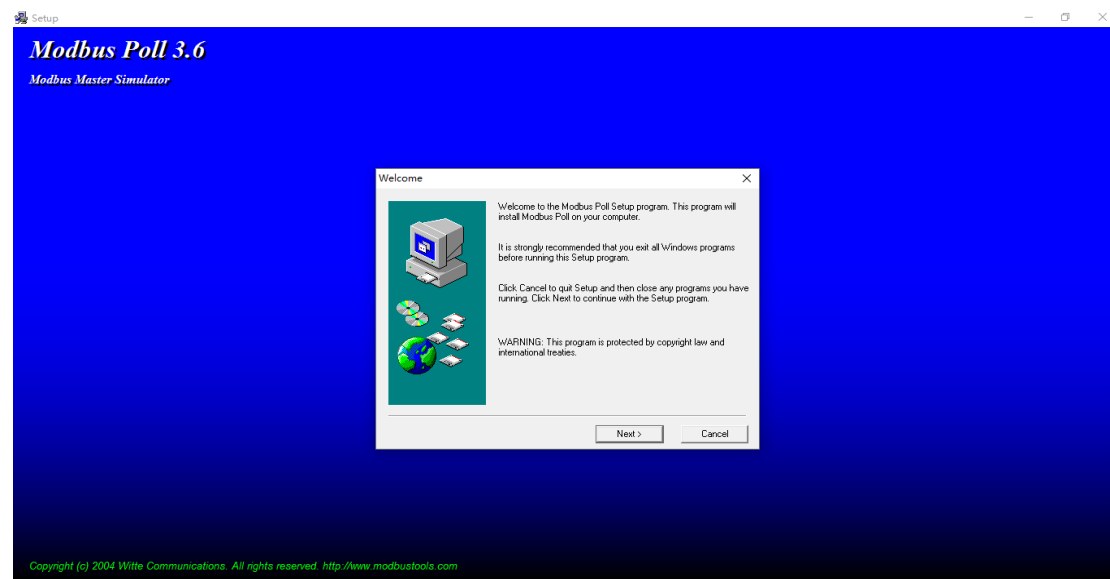 Setup
Modbus Poll 3.6
Modbus Master Simulator
Welcome
Welcome to the Modbus Poll Setup program. This program will
install Modbus Poll on your computer.
It is strongly recommended that you exit all Windows programs
before running this Setup program.
Click Cancel to quit Setup and then close any programs you have
running. Click Next to continue with the Setup program.
WARNING: This program is protected by copyright law and
international treaties.
Next >
Cancel
Copyright (c) 2004 Witte Communications. All rights reserved. http://www.modbustools.com